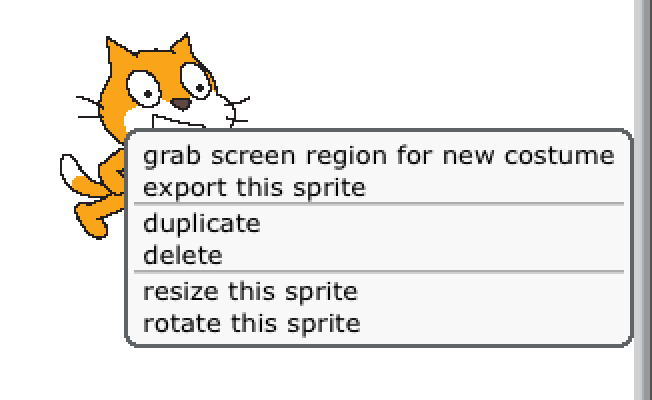 grab screen region for new costume
export this sprite
duplicate
delete
resize this sprite
rotate this sprite